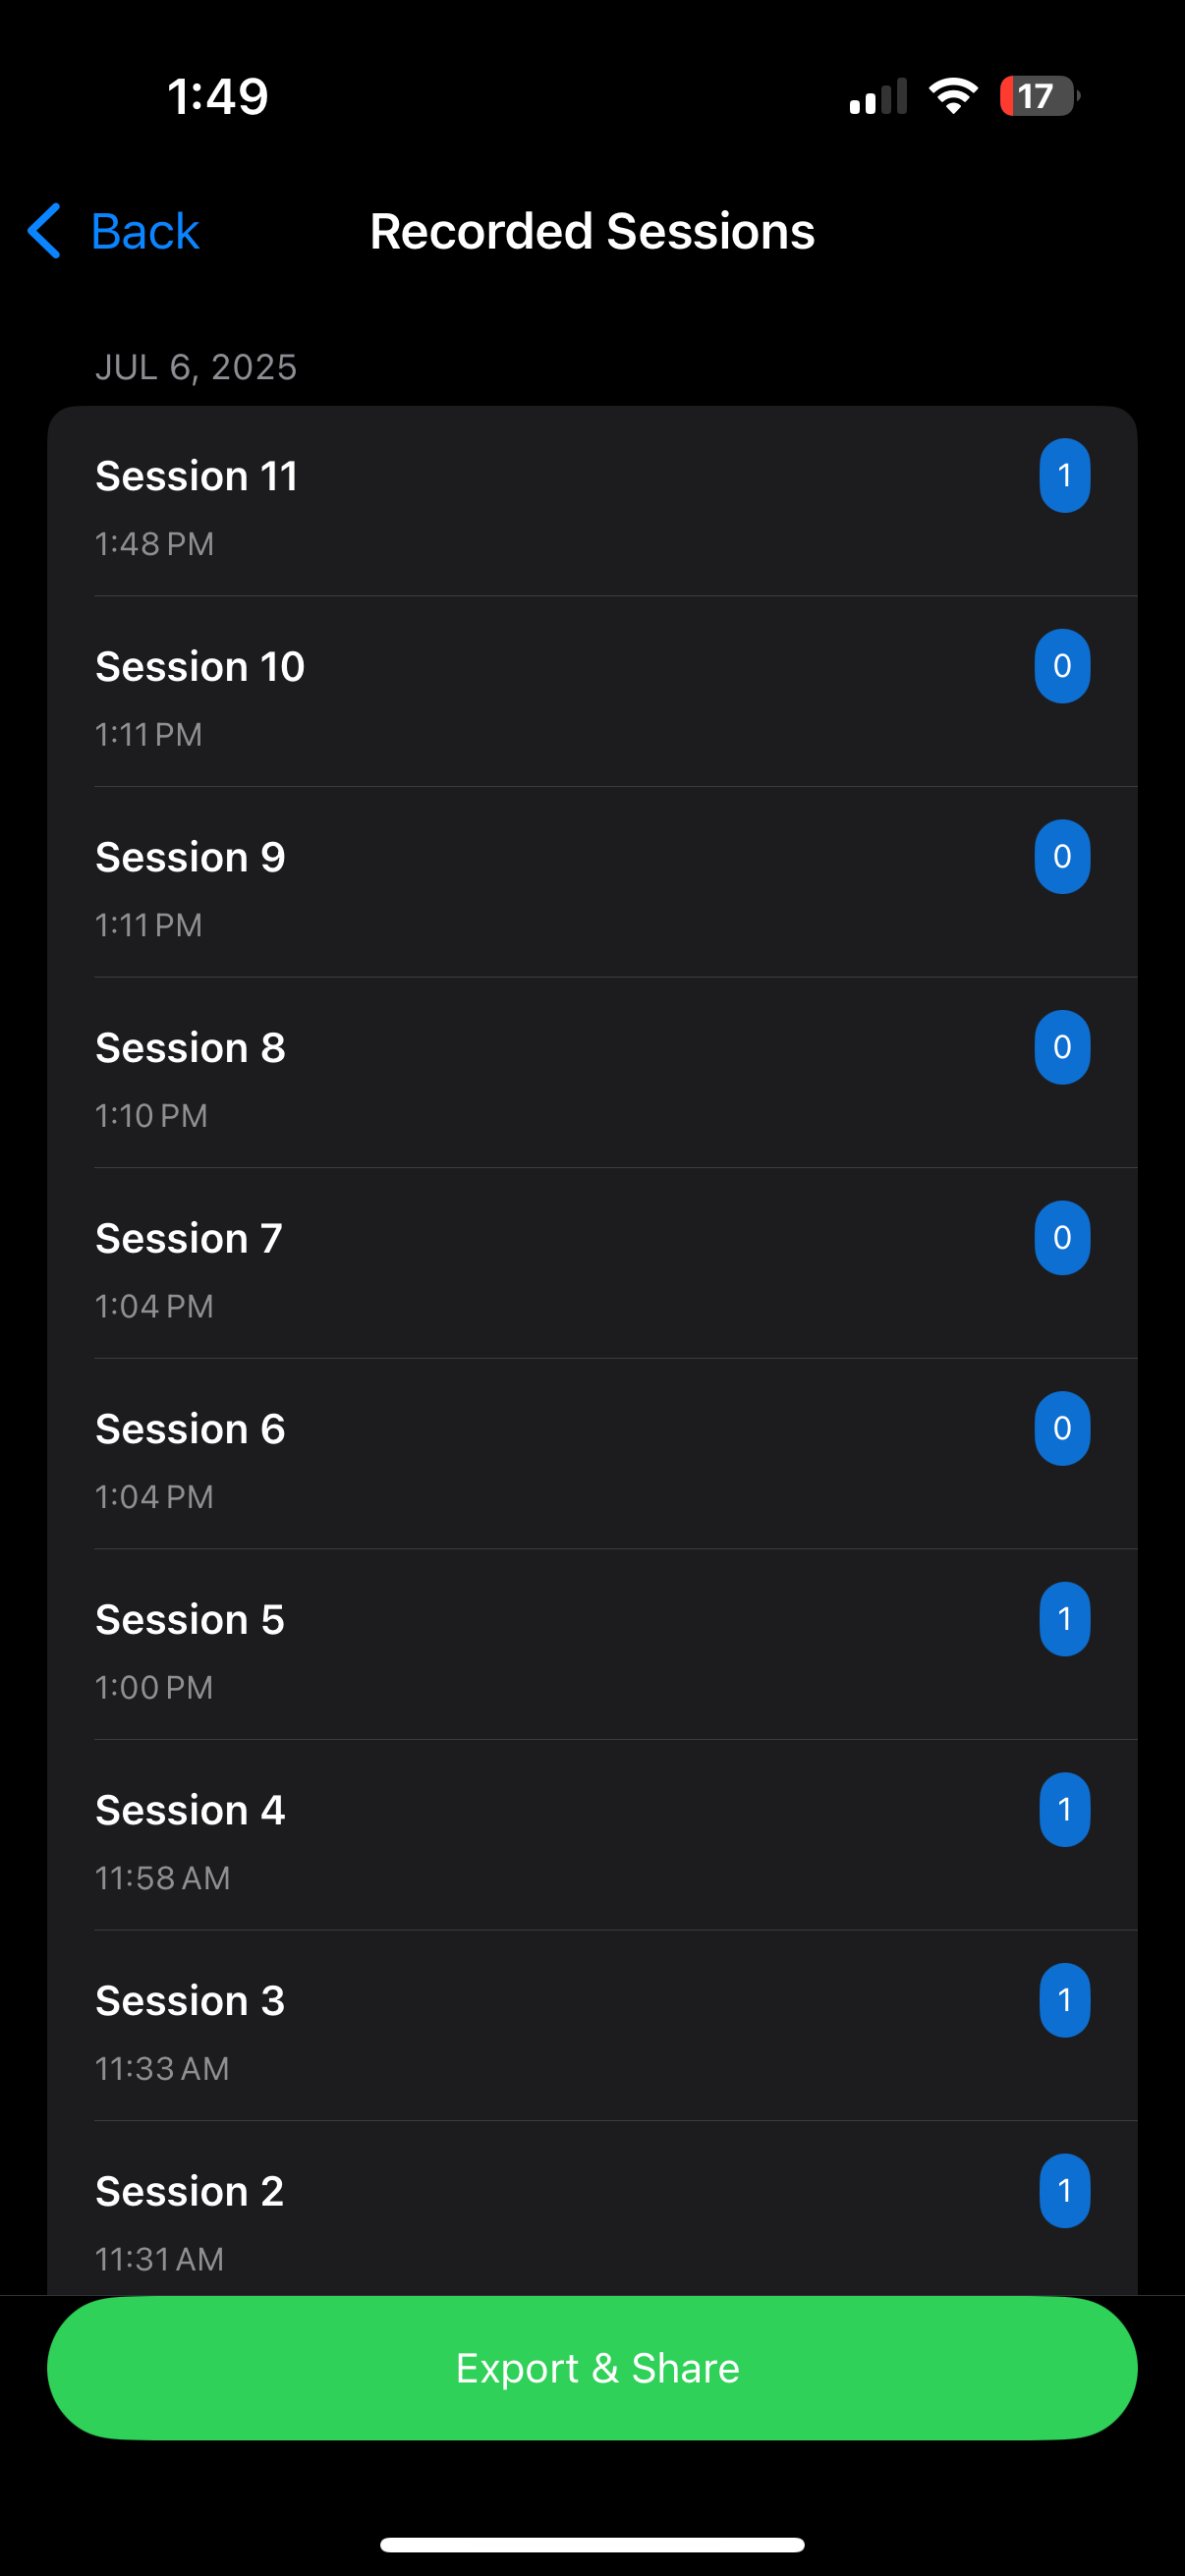 1:49
17
Back
Recorded Sessions
JUL 6, 2025
Session 11
1
1:48 PM
Session 10
0
1:11 PM
Session 9
0
1:11 PM
Session 8
0
1:10 PM
Session 7
0
1:04 PM
Session 6
0
1:04 PM
Session 5
1
1:00 PM
Session 4
1
11:58 AM
Session 3
1
11:33 AM
Session 2
1
11:31 AM
Export & Share